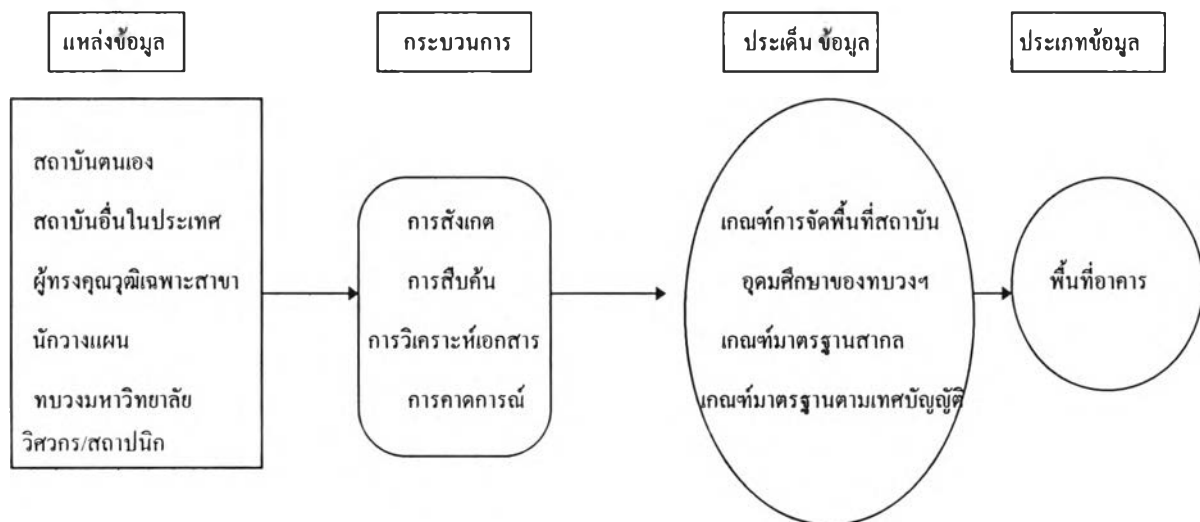 แหล่งข้อมูล
กระบวนการ
ประเด็น ข้อมูล
ประเภทข้อมูล
สถาบันตนเอง
สถาบันอื่นในประเทศ
ผู้ทรงคุณวุฒิเฉพาะสาขา
นักวางแผน
ทบวงมหาวิทยาลัย
วิศวกร/สถาปนิก
การสังเกต
การสืบค้น
การวิเคราะห์เอกสาร
การคาดการณ์
เกณฑ์การจัดพื้นที่สถาบัน
อุดมศึกษาของทบวงฯ
เกณฑ์มาตรฐานสากล
เกณฑ์มาตรฐานตามเทศบัญญัติ
พื้นที่อาคาร